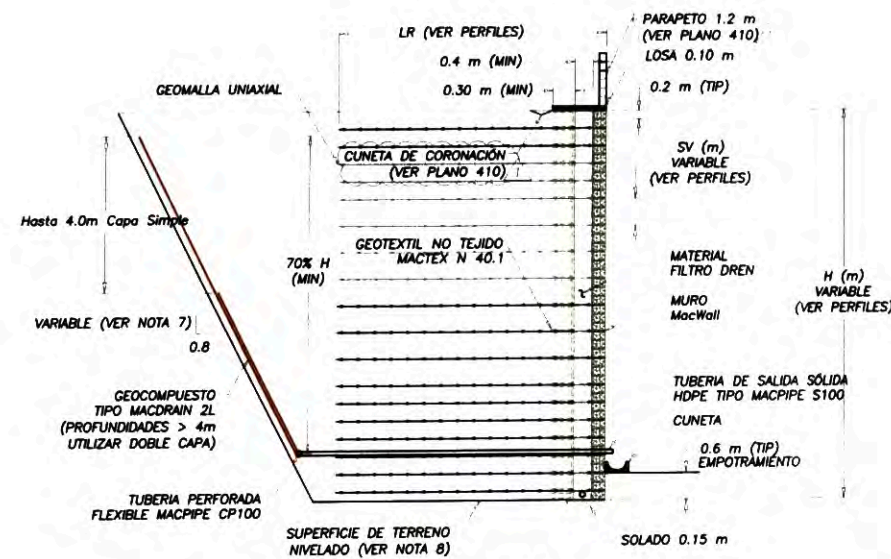 LR (VER PERFILES)
0.4 m (MIN)
0.30 m (MIN)
PARAPETO 1.2 m
(VER PLANO 410)
LOSA 0.10 m
0.2 m (TIP)
GEOMALLA UNIAXIAL
CUNETA DE CORONACIÓN
(VER PLANO 410)
SV (m)
VARIABLE
(VER PERFILES)
Hasta 4.0m Capa Simple
70% H
(MIN)
GEOTEXTIL NO TEJIDO
MACTEX N 40.1
MATERIAL
FILTRO DREN
H (m)
VARIABLE
(VER PERFILES)
MURO
MacWall
VARIABLE (VER NOTA 7)
0.8
GEOCOMPUESTO
TIPO MACDRAIN 2L
(PROFUNDIDADES > 4m
UTILIZAR DOBLE CAPA)
TUBERIA DE SALIDA SÓLIDA
HDPE TIPO MACPIPE S100
CUNETA
0.6 m (TIP)
EMPOTRAMIENTO
TUBERIA PERFORADA
FLEXIBLE MACPIPE CP100
SUPERFICIE DE TERRENO
NIVELADO (VER NOTA 8)
SOLADO 0.15 m